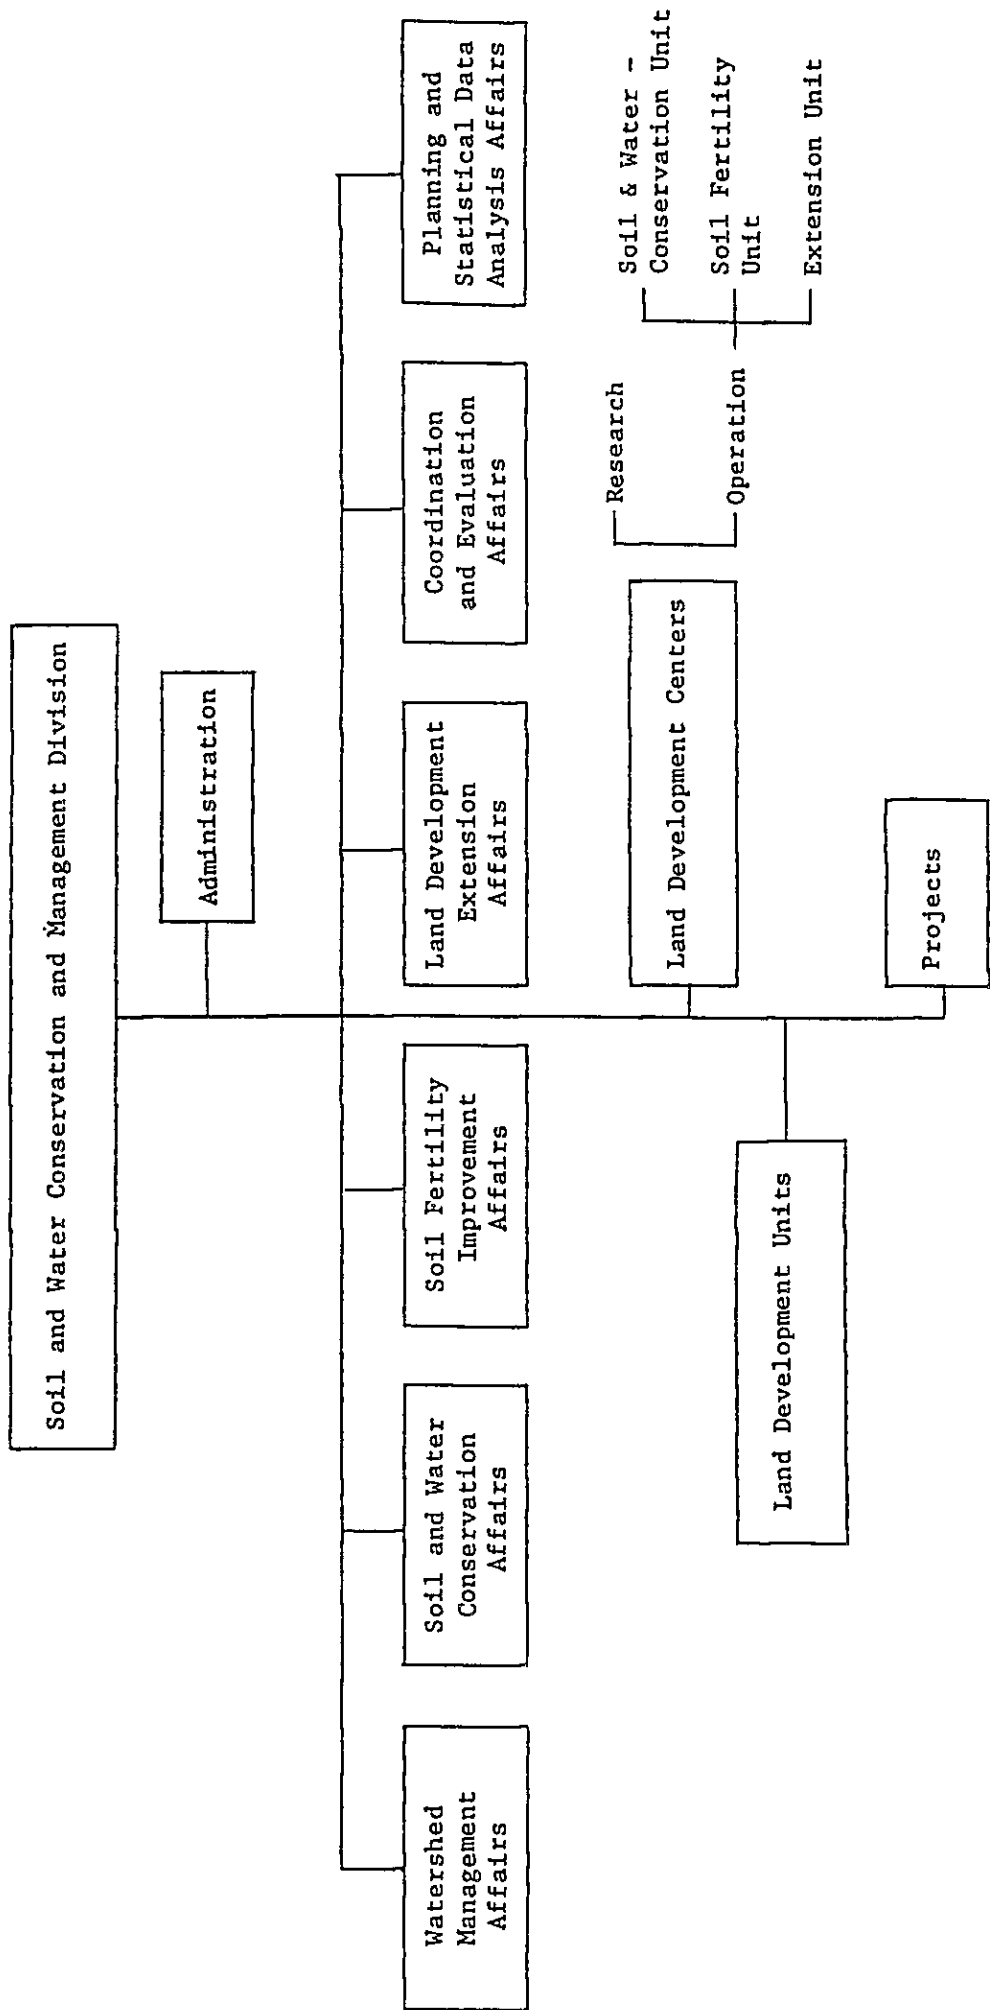 Soil and Water Conservation and Management Division
Administration
Watershed
Management
Affairs
Soil and Water
Conservation
Affairs
Soil Fertility
Improvement
Affairs
Land Development
Extension
Affairs
Coordination
and Evaluation
Affairs
Planning and
Statistical Data
Analysis Affairs
Land Development Centers
Research
Operation
Soil & Water -
Conservation Unit
Soil Fertility
Unit
Extension Unit
Land Development Units
Projects